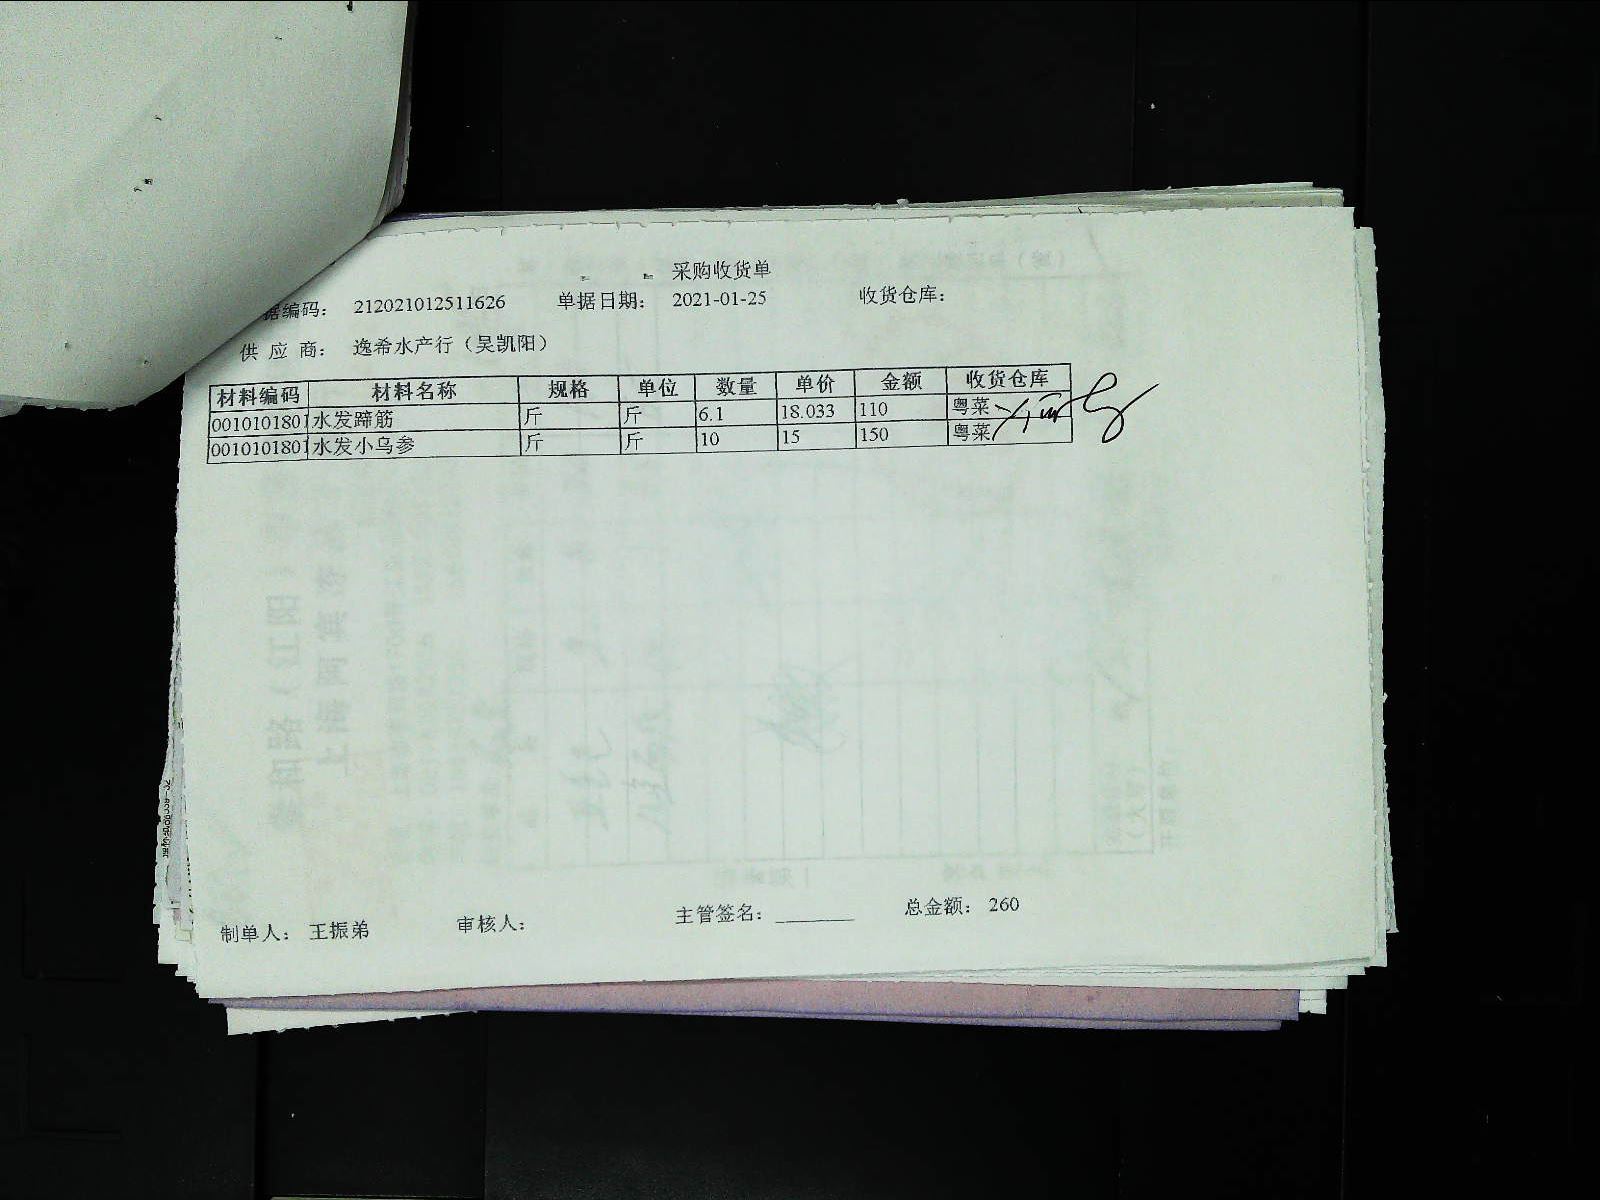 采购收货单
据编码： 212021012511626 单据日期： 2021-01-25 收货仓库：
供应商： 逸希水产行（吴凯阳）
材料编码 材料名称 规格 单位 数量 单价 金额 收货仓库
0010101801 水发蹄筋 斤 斤 6.1 18.033 110 粤菜
0010101801 水发小乌参 斤 斤 10 15 150 粤菜
制单人： 王振弟 审核人： 主管签名： ________ 总金额： 260